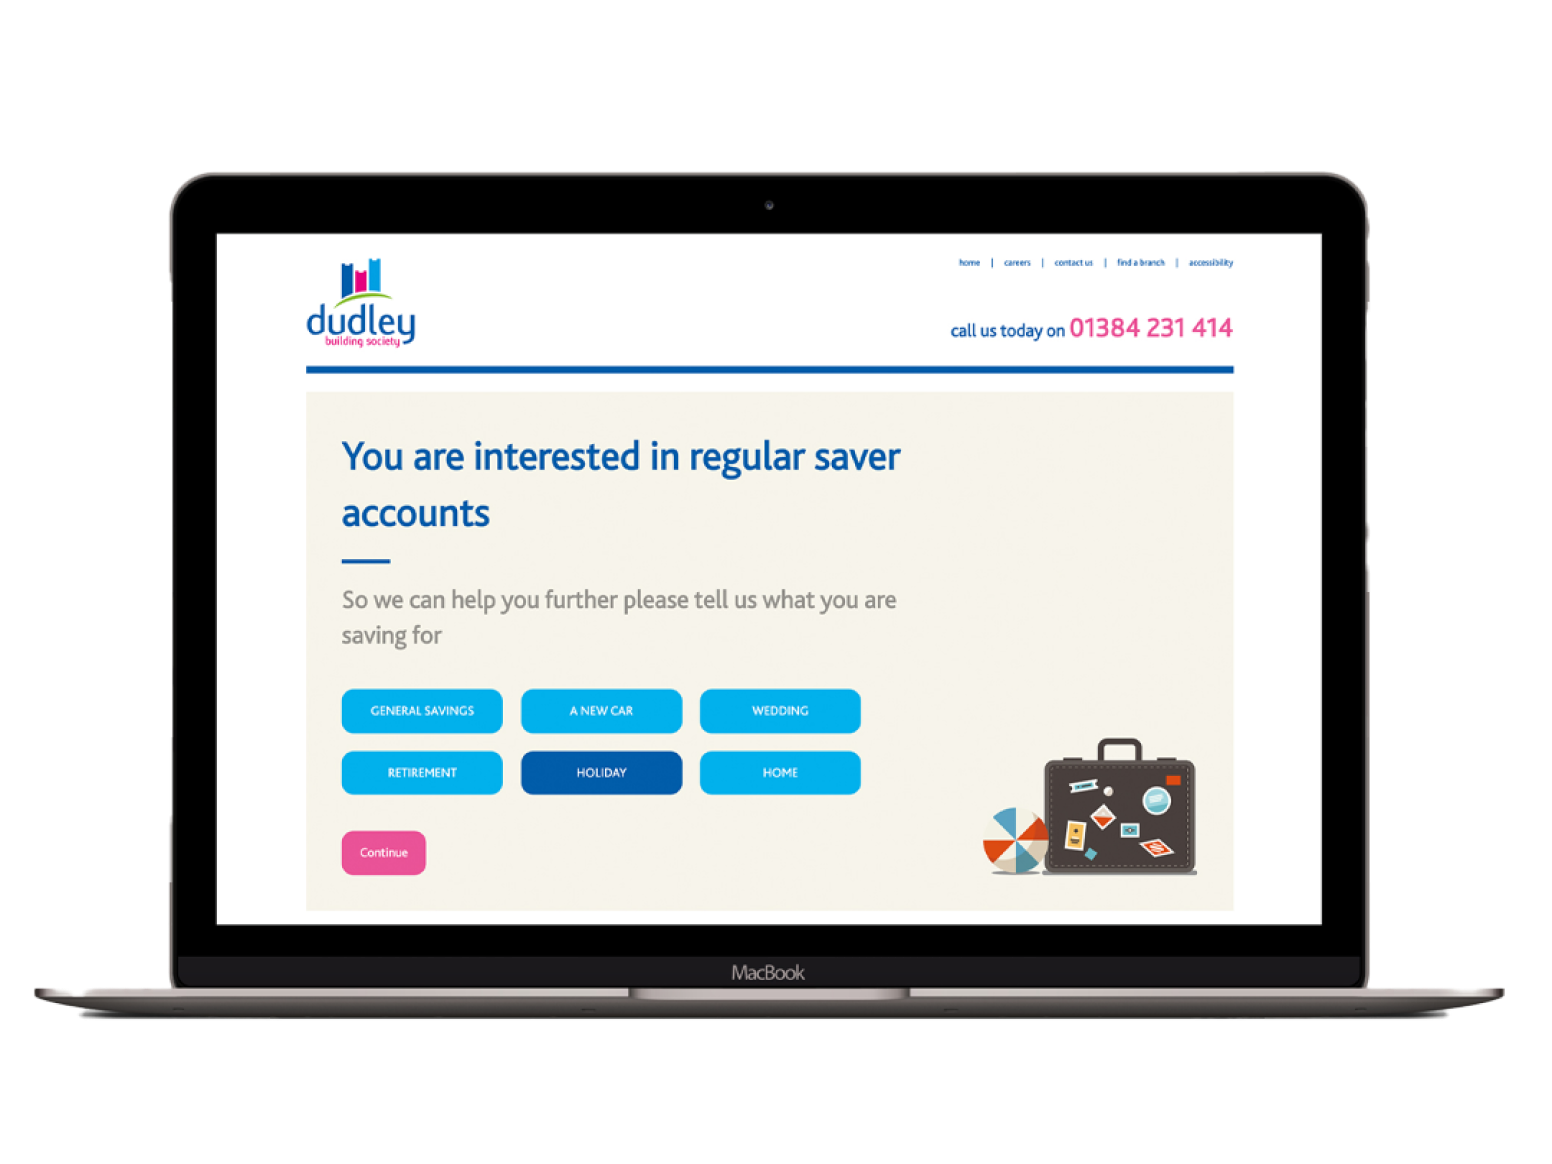 dudley
building society
home | careers | contact us | find a branch | accessibility
call us today on 01384 231 414
You are interested in regular saver
accounts
So we can help you further please tell us what you are
saving for
GENERAL SAVINGS
A NEW CAR
WEDDING
RETIREMENT
HOLIDAY
HOME
Continue
MacBook